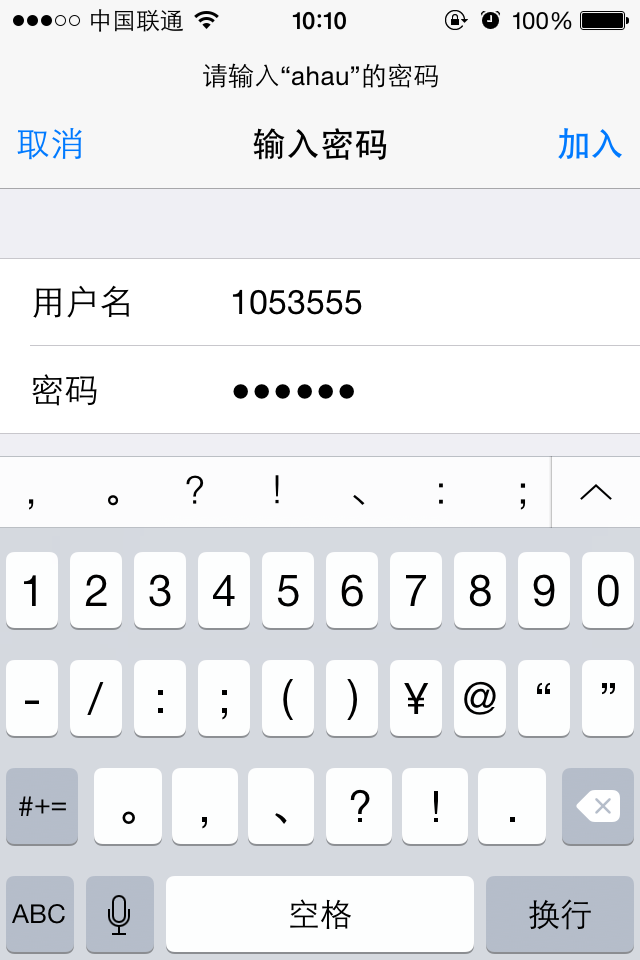 中国联通 10:10 100%
请输入“ahau”的密码
取消 输入密码 加入
用户名 1053555
密码 ●●●●●●
， 。 ？ ！ 、 ： ；
1 2 3 4 5 6 7 8 9 0
- / : ; ( ) ¥ @ “ ”
#+= 。 ， 、 ? ! .
ABC 空格 换行